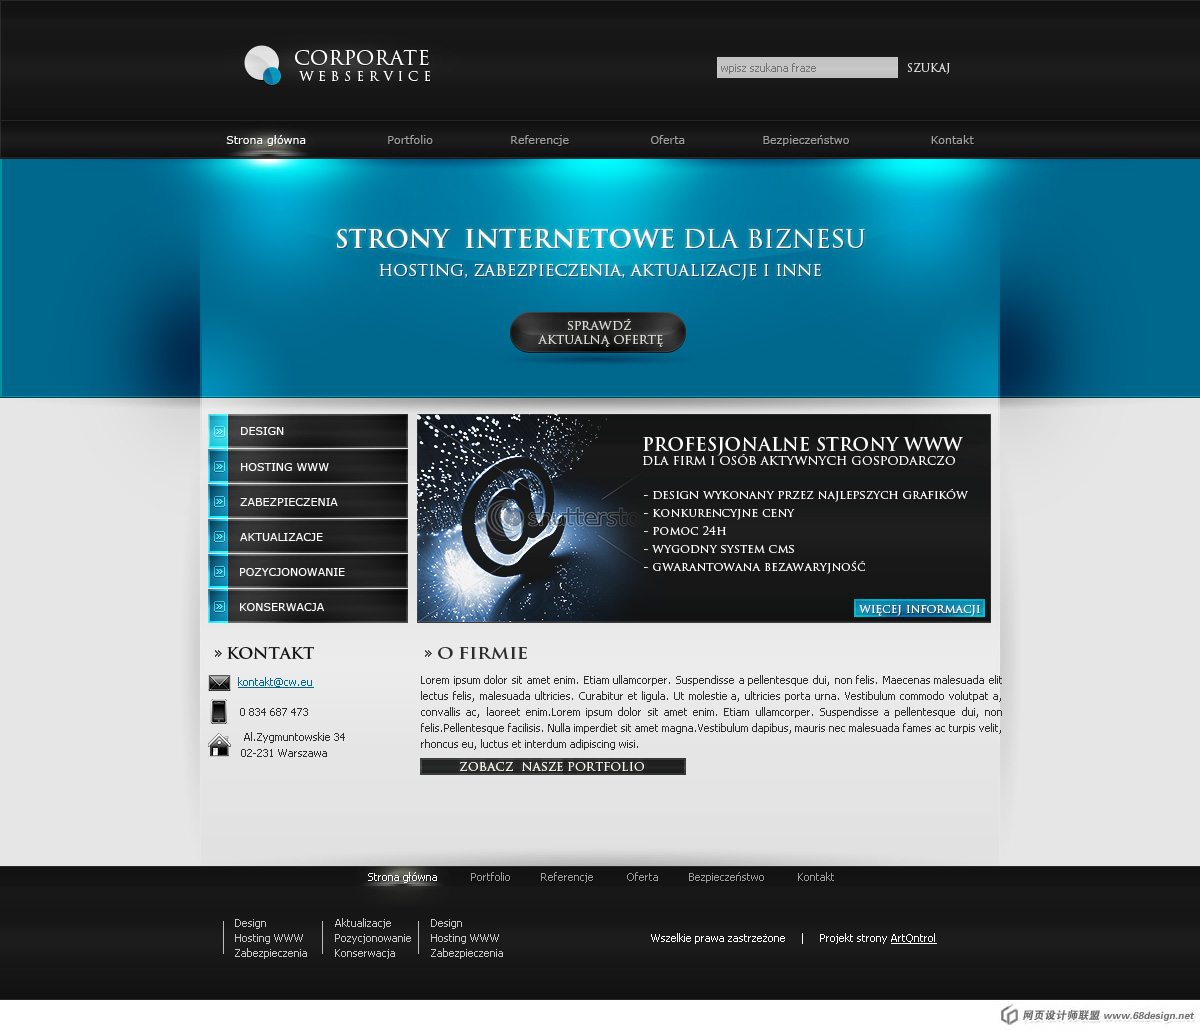 CORPORATE
WEBSERVICE
wpisz szukana fraze
SZUKAJ
Strona główna
Portfolio
Referencje
Oferta
Bezpieczeństwo
Kontakt
STRONY INTERNETOWE DLA BIZNESU
HOSTING, ZABEZPIECZENIA, AKTUALIZACJE I INNE
SPRAWDŹ
AKTUALNĄ OFERTĘ
DESIGN
HOSTING WWW
ZABEZPIECZENIA
AKTUALIZACJE
POZYCJONOWANIE
KONSERWACJA
@
PROFESJONALNE STRONY WWW
DLA FIRM I OSÓB AKTYWNYCH GOSPODARCZO
- DESIGN WYKONANY PRZEZ NAJLEPSZYCH GRAFIKÓW
- KONKURENCYJNE CENY
- POMOC 24H
- WYGODNY SYSTEM CMS
- GWARANTOWANA BEZAWARYJNOŚĆ
WIĘCEJ INFORMACJI
» KONTAKT
kontakt@cw.eu
0 834 687 473
Al.Zygmuntowskie 34
02-231 Warszawa
» O FIRMIE
Lorem ipsum dolor sit amet enim. Etiam ullamcorper. Suspendisse a pellentesque dui, non felis. Maecenas malesuada elit
lectus felis, malesuada ultricies. Curabitur et ligula. Ut molestie a, ultricies porta urna. Vestibulum commodo volutpat a,
convallis ac, laoreet enim.Lorem ipsum dolor sit amet enim. Etiam ullamcorper. Suspendisse a pellentesque dui, non
felis.Pellentesque facilisis. Nulla imperdiet sit amet magna.Vestibulum dapibus, mauris nec malesuada fames ac turpis velit,
rhoncus eu, luctus et interdum adipiscing wisi.
ZOBACZ NASZE PORTFOLIO
Strona główna
Portfolio
Referencje
Oferta
Bezpieczeństwo
Kontakt
Design
Hosting WWW
Zabezpieczenia
Aktualizacje
Pozycjonowanie
Konserwacja
Design
Hosting WWW
Zabezpieczenia
Wszelkie prawa zastrzeżone | Projekt strony ArtQntrol
网页设计师联盟 www.68design.net